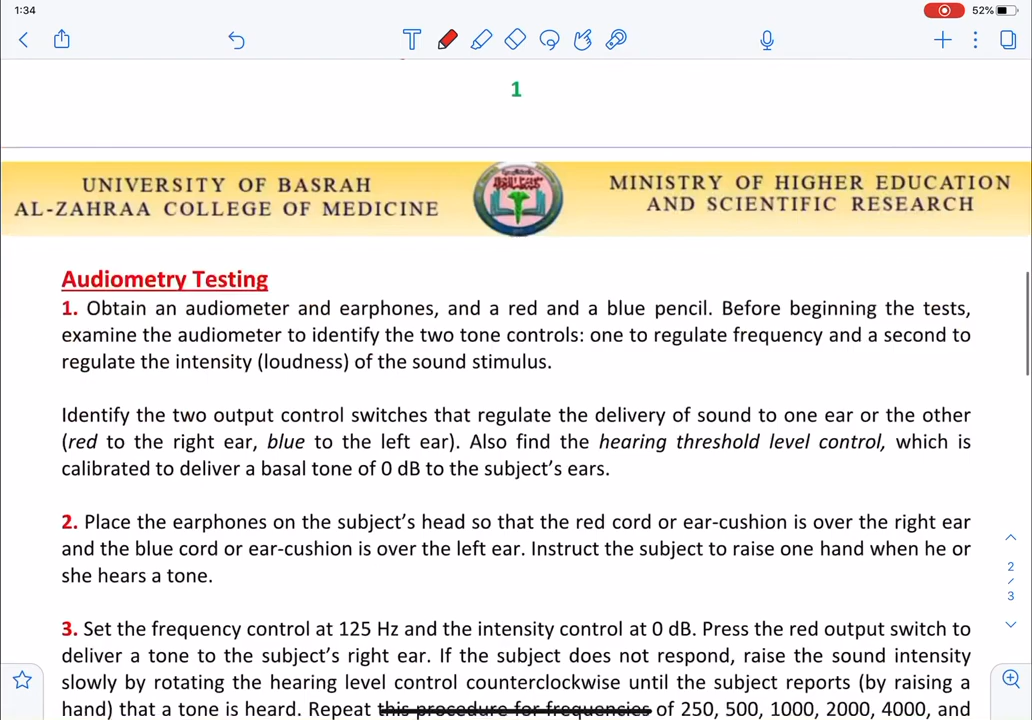 1:34
52%
T
1
UNIVERSITY OF BASRAH
AL-ZAHRAA COLLEGE OF MEDICINE
MINISTRY OF HIGHER EDUCATION
AND SCIENTIFIC RESEARCH
Audiometry Testing
1. Obtain an audiometer and earphones, and a red and a blue pencil. Before beginning the tests,
examine the audiometer to identify the two tone controls: one to regulate frequency and a second to
regulate the intensity (loudness) of the sound stimulus.
Identify the two output control switches that regulate the delivery of sound to one ear or the other
(red to the right ear, blue to the left ear). Also find the hearing threshold level control, which is
calibrated to deliver a basal tone of 0 dB to the subject’s ears.
2. Place the earphones on the subject’s head so that the red cord or ear-cushion is over the right ear
and the blue cord or ear-cushion is over the left ear. Instruct the subject to raise one hand when he or
she hears a tone.
3. Set the frequency control at 125 Hz and the intensity control at 0 dB. Press the red output switch to
deliver a tone to the subject’s right ear. If the subject does not respond, raise the sound intensity
slowly by rotating the hearing level control counterclockwise until the subject reports (by raising a
hand) that a tone is heard. Repeat this procedure for frequencies of 250, 500, 1000, 2000, 4000, and
2
/
3